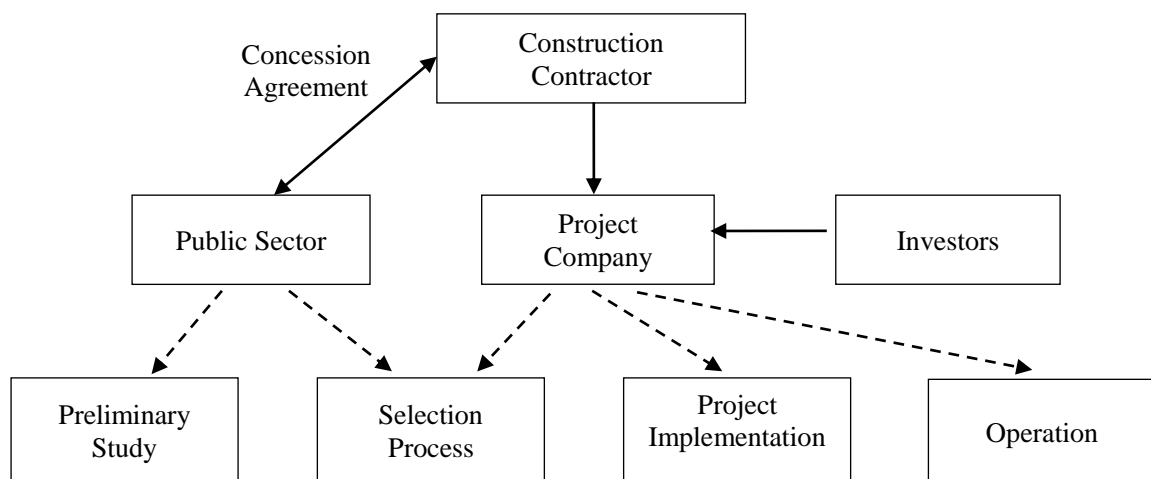 Concession
Agreement
Construction
Contractor
Public Sector
Project
Company
Investors
Preliminary
Study
Selection
Process
Project
Implementation
Operation